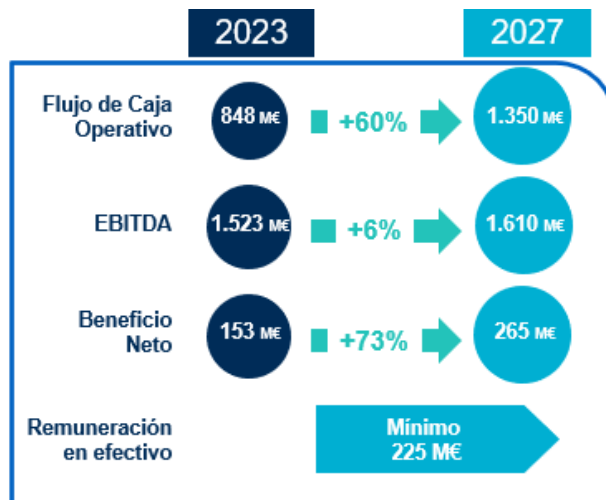 2023
2027
Flujo de Caja
Operativo
848 M€
+60%
1.350 M€
EBITDA
1.523 M€
+6%
1.610 M€
Beneficio
Neto
153 M€
+73%
265 M€
Remuneración
en efectivo
Mínimo
225 M€